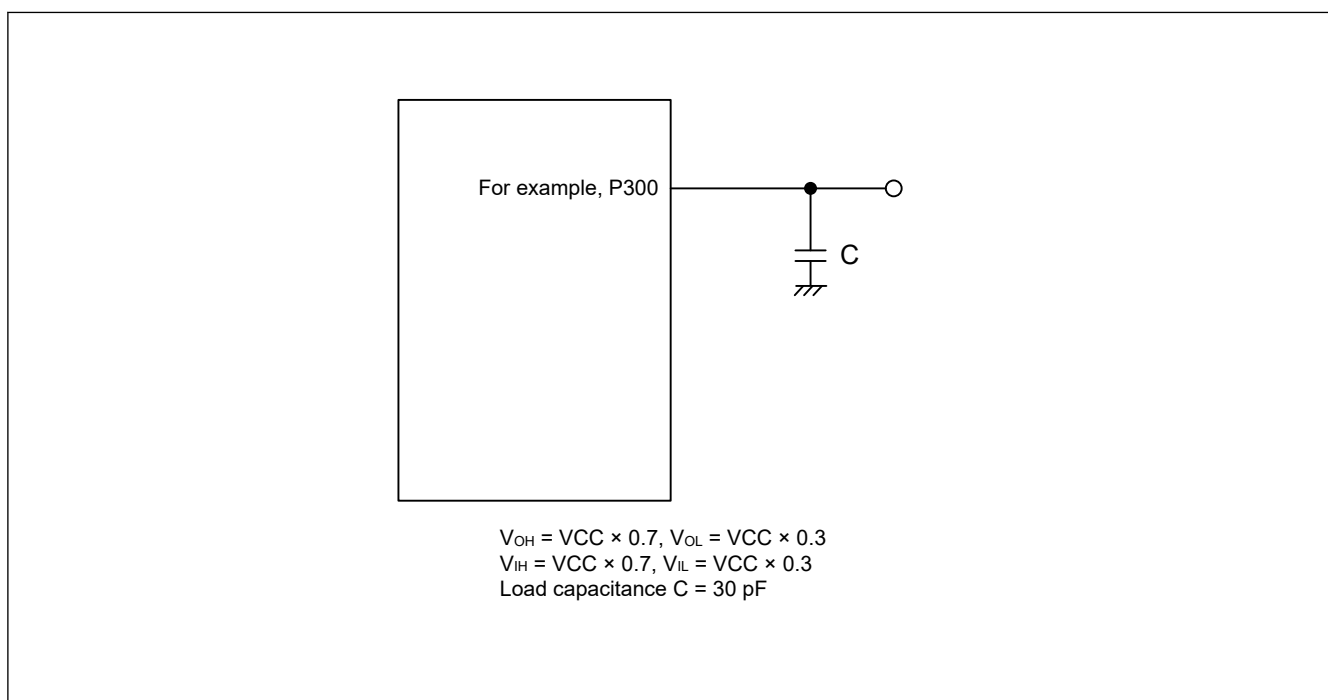 For example, P300
C
VOH = VCC × 0.7, VOL = VCC × 0.3
VIH = VCC × 0.7, VIL = VCC × 0.3
Load capacitance C = 30 pF